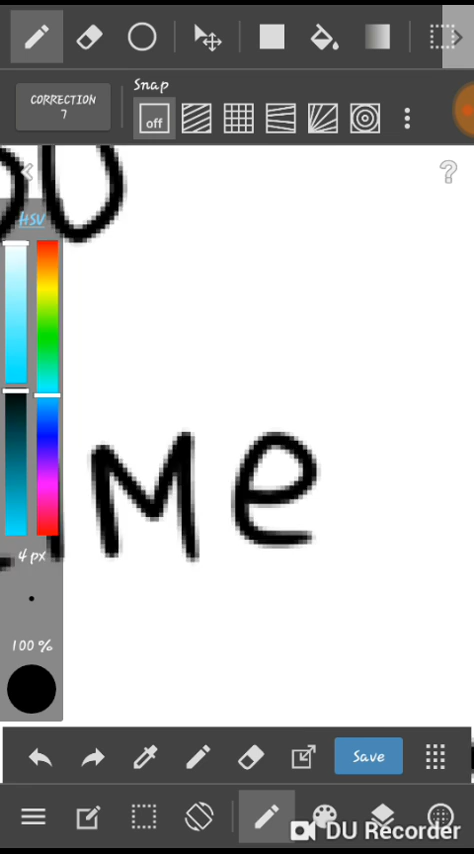 CORRECTION
7
Snap
off
HSV
Me
4 px
100 %
Save
DU Recorder